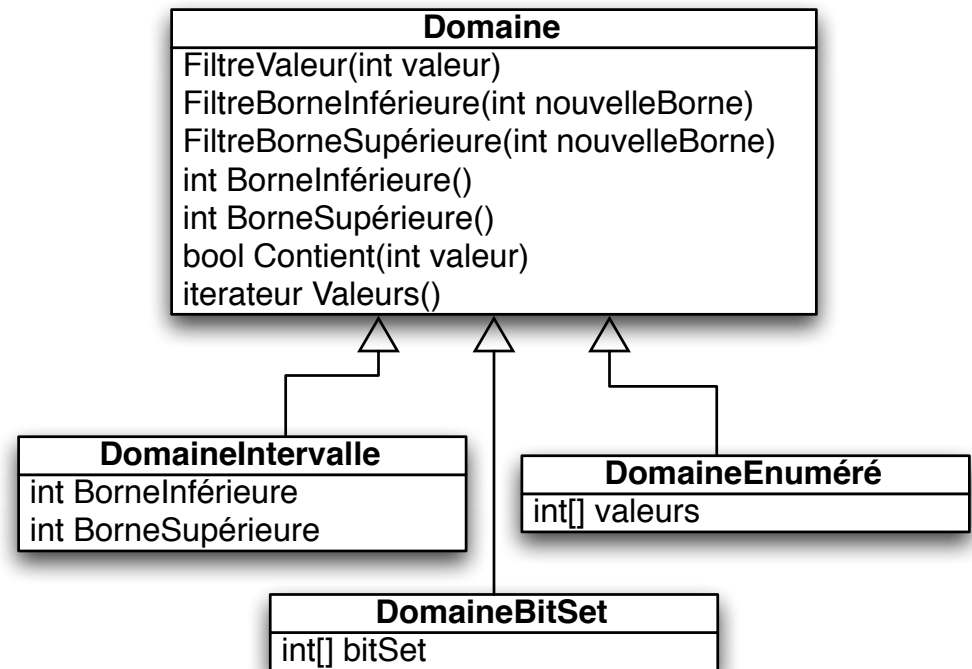 Domaine
FiltreValeur(int valeur)
FiltreBorneInférieure(int nouvelleBorne)
FiltreBorneSupérieure(int nouvelleBorne)
int BorneInférieure()
int BorneSupérieure()
bool Contient(int valeur)
iterateur Valeurs()
DomaineIntervalle
int BorneInférieure
int BorneSupérieure
DomaineEnuméré
int[] valeurs
DomaineBitSet
int[] bitSet